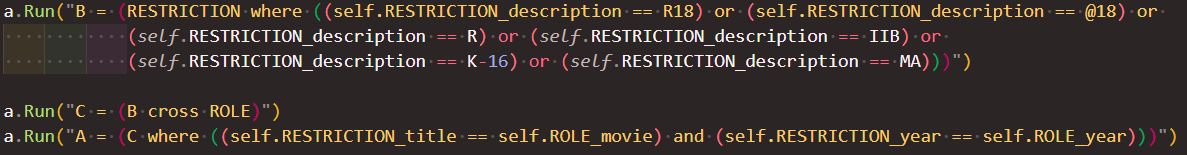 a.Run("B = (RESTRICTION where ((self.RESTRICTION_description == R18) or (self.RESTRICTION_description == @18) or
(self.RESTRICTION_description == R) or (self.RESTRICTION_description == IIB) or
(self.RESTRICTION_description == K-16) or (self.RESTRICTION_description == MA)))")
a.Run("C = (B cross ROLE)")
a.Run("A = (C where ((self.RESTRICTION_title == self.ROLE_movie) and (self.RESTRICTION_year == self.ROLE_year)))")